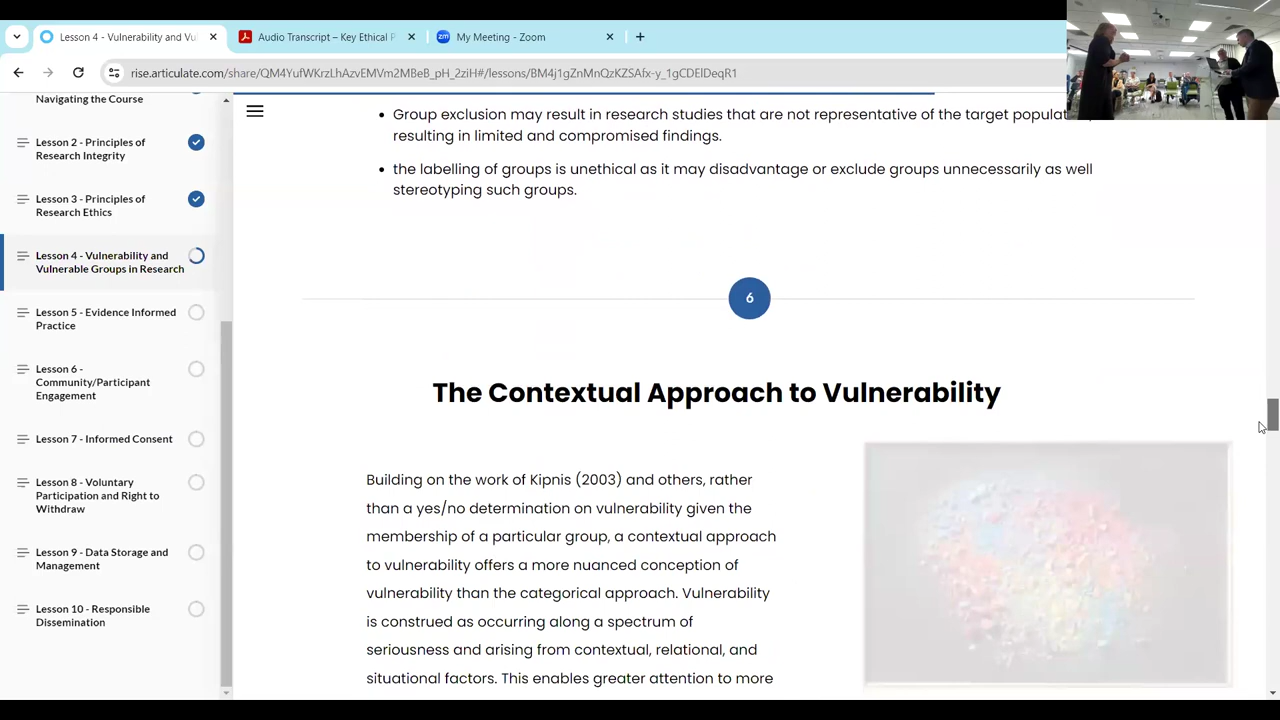 Lesson 4 - Vulnerability and Vu
Audio Transcript – Key Ethical P
zm My Meeting - Zoom
rise.articulate.com/share/QM4YufWKrzLhAzvEMVm2MBeB_pH_2ziH#/lessons/BM4j1gZnMnQzKZSAfx-y_1gCDElDeqR1
Navigating the Course
Lesson 2 - Principles of
Research Integrity
Lesson 3 - Principles of
Research Ethics
Lesson 4 - Vulnerability and
Vulnerable Groups in Research
Lesson 5 - Evidence Informed
Practice
Lesson 6 -
Community/Participant
Engagement
Lesson 7 - Informed Consent
Lesson 8 - Voluntary
Participation and Right to
Withdraw
Lesson 9 - Data Storage and
Management
Lesson 10 - Responsible
Dissemination
• Group exclusion may result in research studies that are not representative of the target populat
resulting in limited and compromised findings.
• the labelling of groups is unethical as it may disadvantage or exclude groups unnecessarily as well
stereotyping such groups.
6
The Contextual Approach to Vulnerability
Building on the work of Kipnis (2003) and others, rather
than a yes/no determination on vulnerability given the
membership of a particular group, a contextual approach
to vulnerability offers a more nuanced conception of
vulnerability than the categorical approach. Vulnerability
is construed as occurring along a spectrum of
seriousness and arising from contextual, relational, and
situational factors. This enables greater attention to more